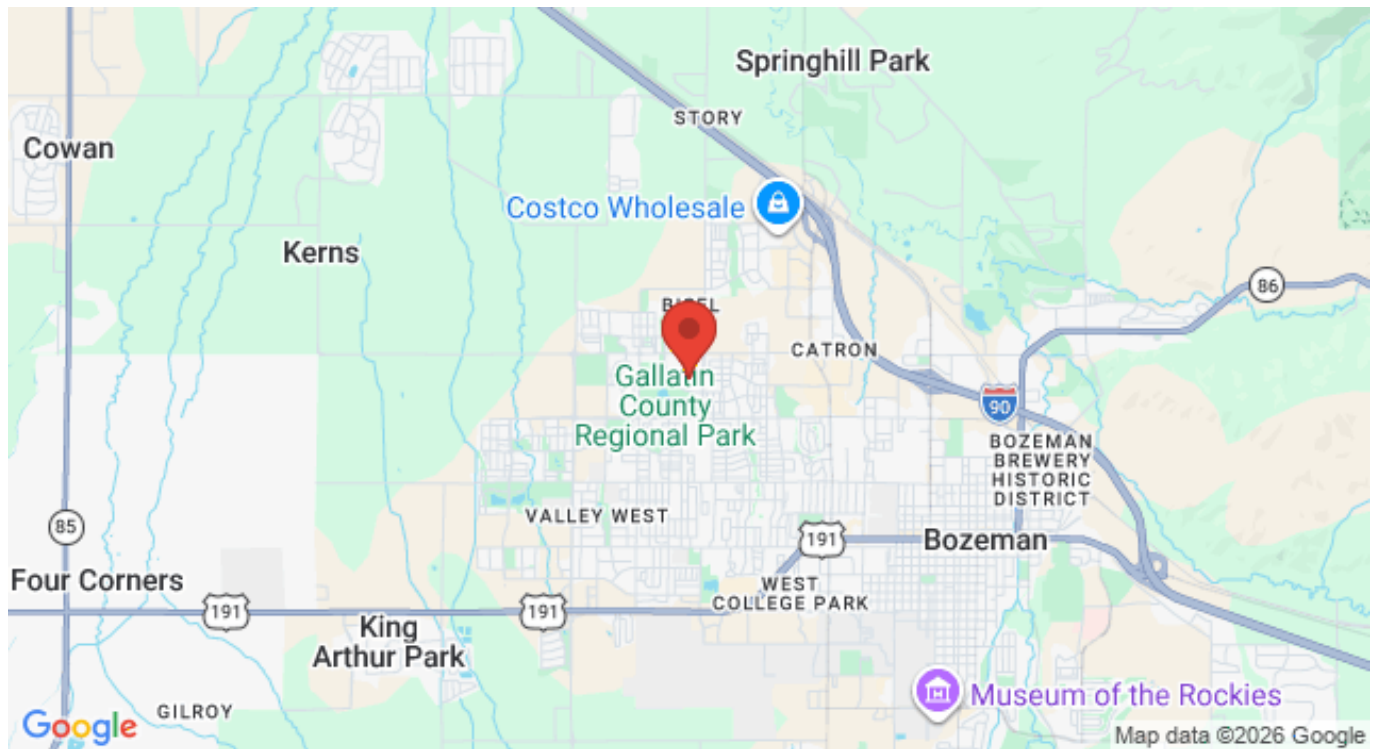 Springhill Park
STORY
Cowan
Costco Wholesale
Kerns
86
CATRON
Gallatin
County
Regional Park
90
BOZEMAN
BREWERY
HISTORIC
DISTRICT
VALLEY WEST
85
191
Bozeman
Four Corners
WEST
COLLEGE PARK
191
191
King
Arthur Park
Museum of the Rockies
GILROY
Google
Map data ©2026 Google